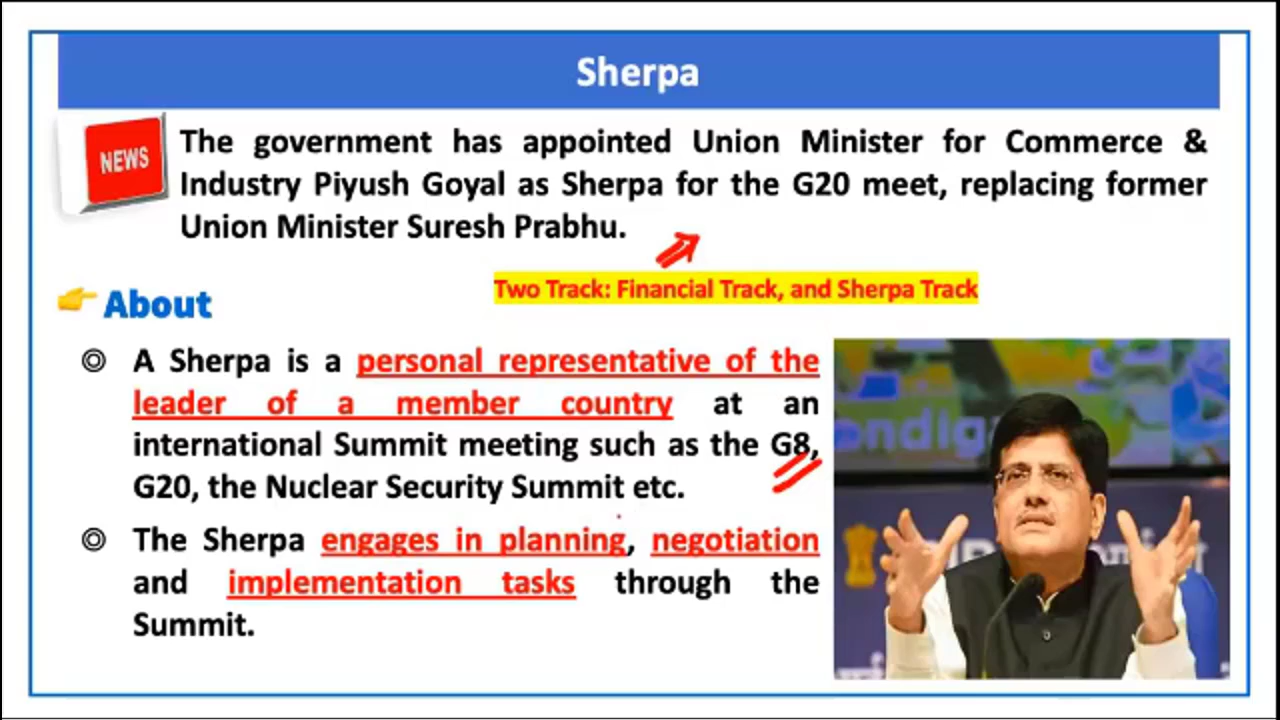 Sherpa
NEWS
The government has appointed Union Minister for Commerce &
Industry Piyush Goyal as Sherpa for the G20 meet, replacing former
Union Minister Suresh Prabhu.
Two Track: Financial Track, and Sherpa Track
About
A Sherpa is a personal representative of the
leader of a member country at an
international Summit meeting such as the G8,
G20, the Nuclear Security Summit etc.
The Sherpa engages in planning, negotiation
and implementation tasks through the
Summit.
ndig